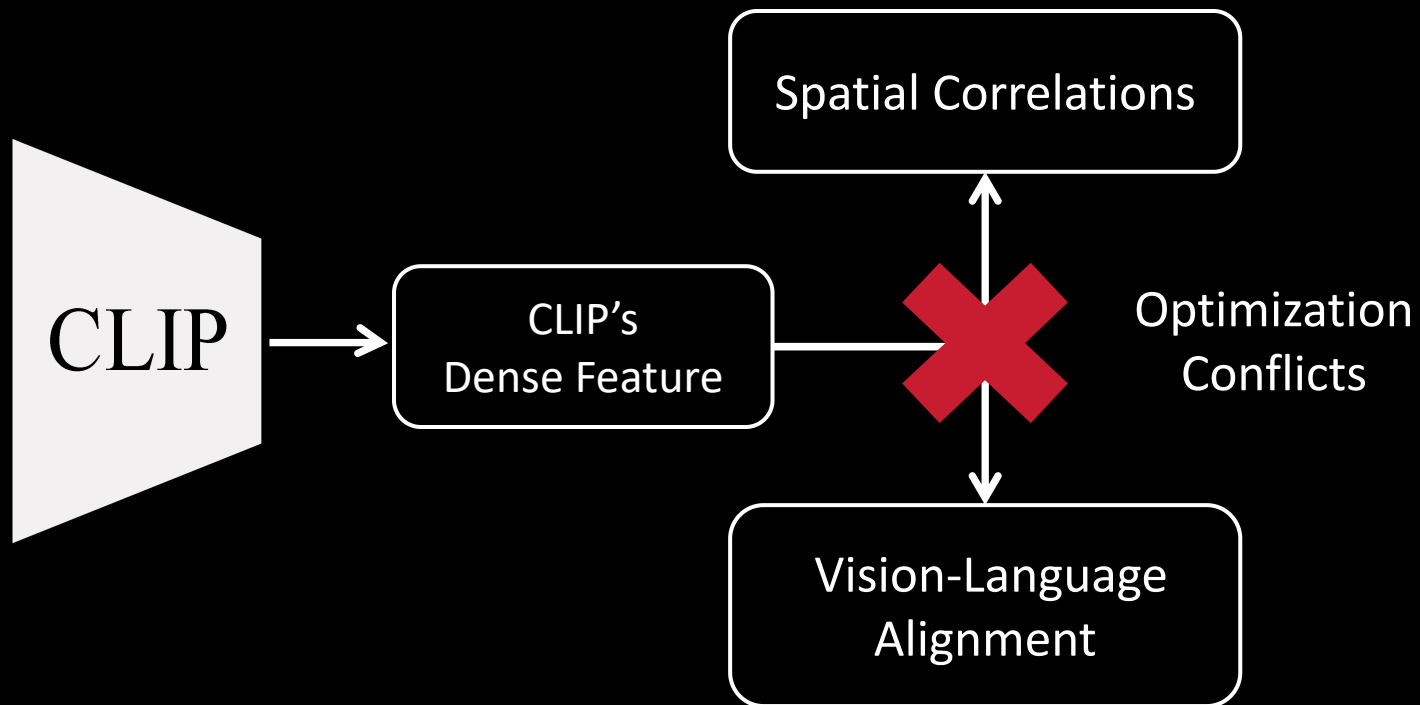 CLIP
CLIP’s
Dense Feature
Spatial Correlations
Optimization
Conflicts
Vision-Language
Alignment